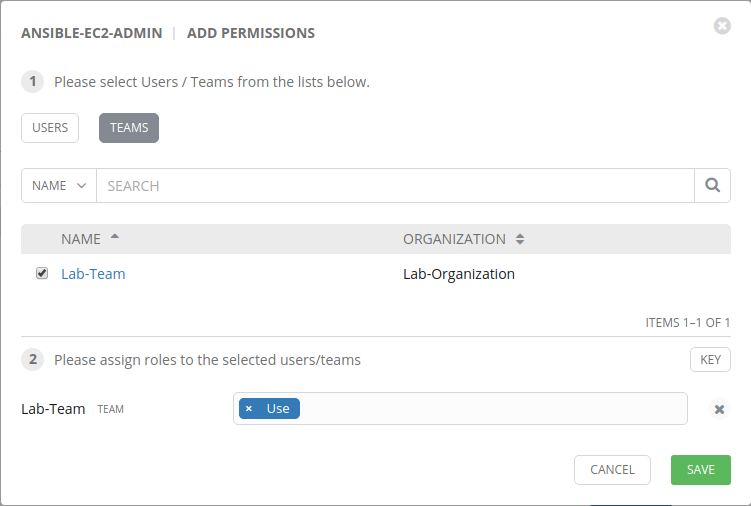 ANSIBLE-EC2-ADMIN | ADD PERMISSIONS
1 Please select Users / Teams from the lists below.
USERS TEAMS
NAME SEARCH
NAME ORGANIZATION
Lab-Team Lab-Organization
ITEMS 1–1 OF 1
2 Please assign roles to the selected users/teams KEY
Lab-Team TEAM × Use
CANCEL SAVE